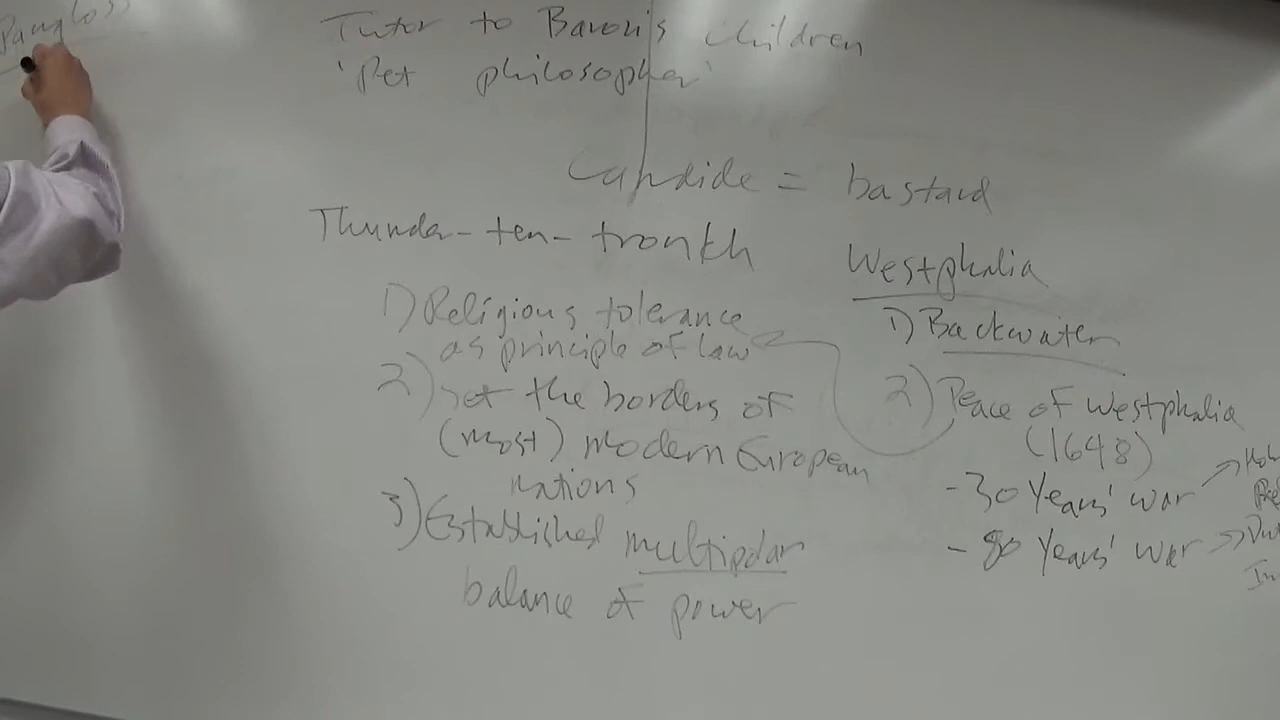 Pangloss
Tutor to Baron's children
'Pet philosopher'
Candide = bastard
Thunder-ten-tronkh
1) Religious tolerance
as principle of law
2) Set the borders of
(most) modern European
nations
3) Established multipolar
balance of power
Westphalia
1) Backwater
2) Peace of Westphalia
(1648)
- 30 Years' war →
- 80 Years' war →